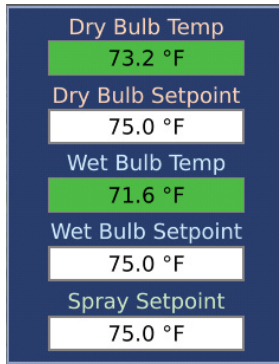 Dry Bulb Temp
73.2 °F
Dry Bulb Setpoint
75.0 °F
Wet Bulb Temp
71.6 °F
Wet Bulb Setpoint
75.0 °F
Spray Setpoint
75.0 °F